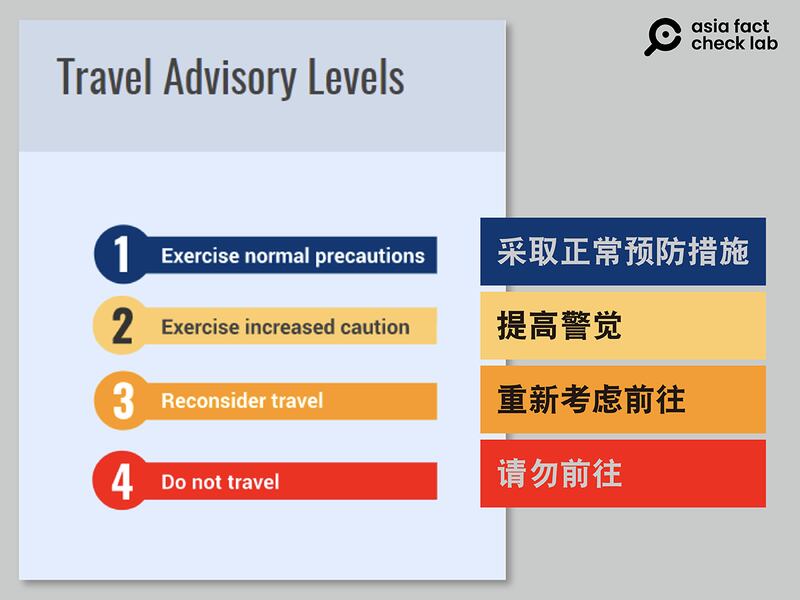 asia fact
check lab
Travel Advisory Levels
1 Exercise normal precautions
采取正常预防措施
2 Exercise increased caution
提高警觉
3 Reconsider travel
重新考虑前往
4 Do not travel
请勿前往